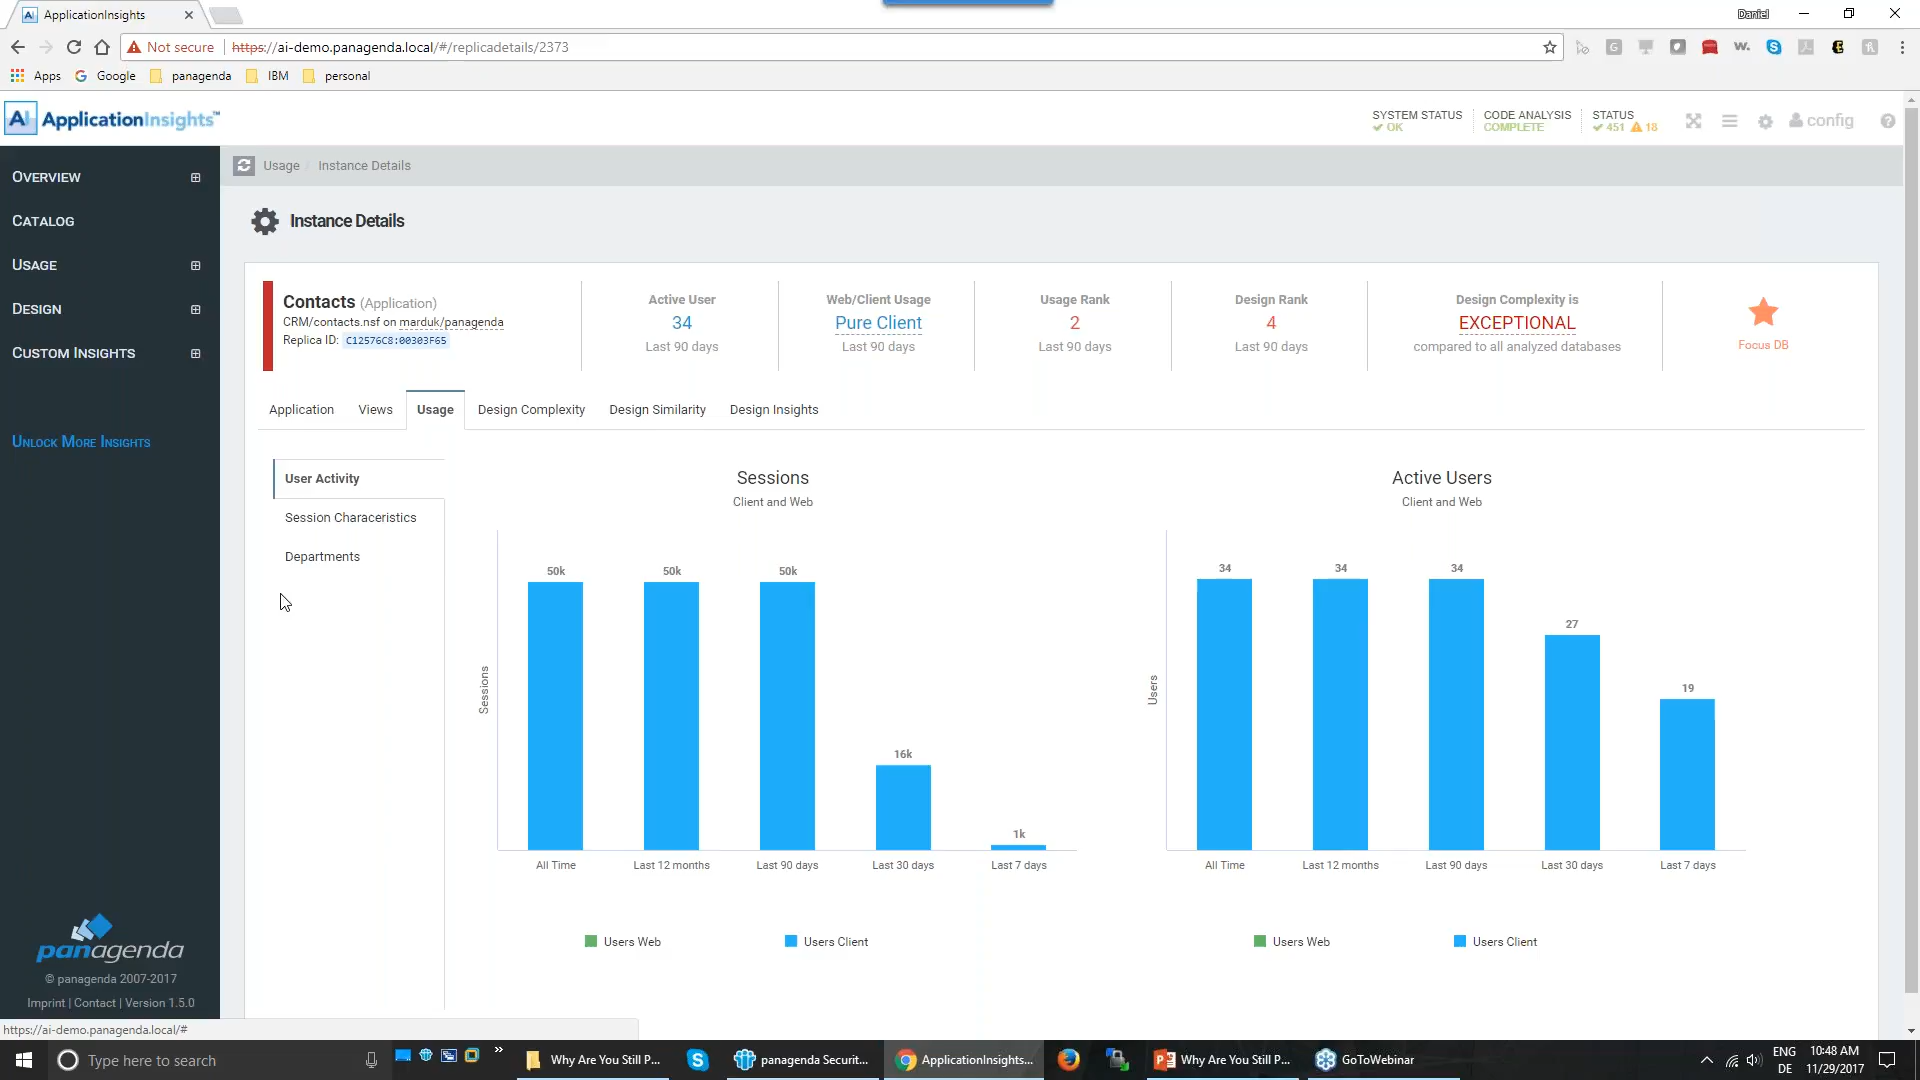 ApplicationInsights
Daniel
Not secure
https://ai-demo.panagenda.local/#/replicadetails/2373
Apps
Google
panagenda
IBM
personal
AI ApplicationInsights™
SYSTEM STATUS
OK
CODE ANALYSIS
COMPLETE
STATUS
451 18
config
OVERVIEW
CATALOG
USAGE
DESIGN
CUSTOM INSIGHTS
UNLOCK MORE INSIGHTS
Usage
Instance Details
Instance Details
Contacts (Application)
CRM/contacts.nsf on marduk/panagenda
Replica ID: C12576C8:00303F65
Active User
34
Last 90 days
Web/Client Usage
Pure Client
Last 90 days
Usage Rank
2
Last 90 days
Design Rank
4
Last 90 days
Design Complexity is
EXCEPTIONAL
compared to all analyzed databases
Focus DB
Application
Views
Usage
Design Complexity
Design Similarity
Design Insights
User Activity
Session Characeristics
Departments
Sessions
Client and Web
Sessions
50k
50k
50k
16k
1k
All Time
Last 12 months
Last 90 days
Last 30 days
Last 7 days
Users Web
Users Client
Active Users
Client and Web
Users
34
34
34
27
19
All Time
Last 12 months
Last 90 days
Last 30 days
Last 7 days
Users Web
Users Client
panagenda
© panagenda 2007-2017
Imprint | Contact | Version 1.5.0
https://ai-demo.panagenda.local/#
Type here to search
Why Are You Still P...
panagenda Securit...
ApplicationInsights...
Why Are You Still P...
GoToWebinar
ENG
DE
10:48 AM
11/29/2017